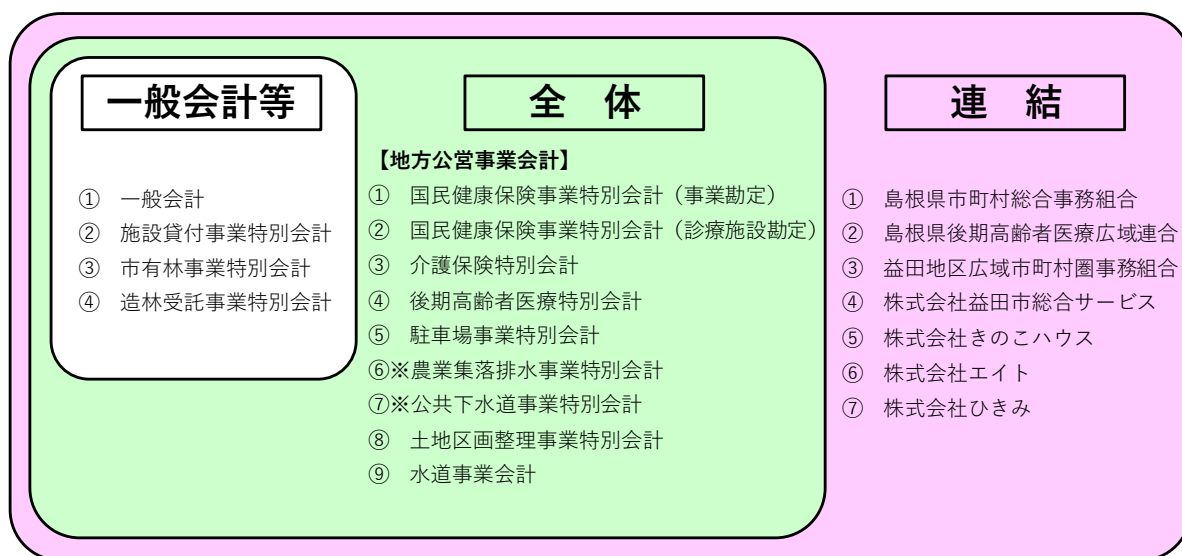 一般会計等
① 一般会計
② 施設貸付事業特別会計
③ 市有林事業特別会計
④ 造林受託事業特別会計
全 体
【地方公営事業会計】
① 国民健康保険事業特別会計（事業勘定）
② 国民健康保険事業特別会計（診療施設勘定）
③ 介護保険特別会計
④ 後期高齢者医療特別会計
⑤ 駐車場事業特別会計
⑥※農業集落排水事業特別会計
⑦※公共下水道事業特別会計
⑧ 土地区画整理事業特別会計
⑨ 水道事業会計
連 結
① 島根県市町村総合事務組合
② 島根県後期高齢者医療広域連合
③ 益田地区広域市町村圏事務組合
④ 株式会社益田市総合サービス
⑤ 株式会社きのこハウス
⑥ 株式会社エイト
⑦ 株式会社ひきみ